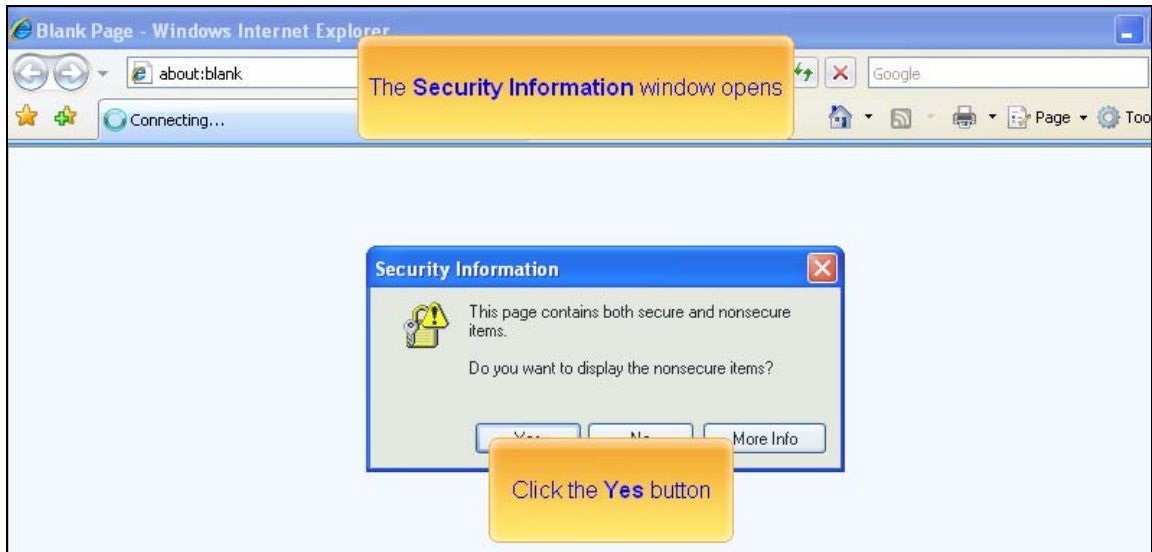 Blank Page - Windows Internet Explorer
The Security Information window opens
about:blank
Google
Connecting...
Page
Security Information
This page contains both secure and nonsecure
items.
Do you want to display the nonsecure items?
More Info
Click the Yes button